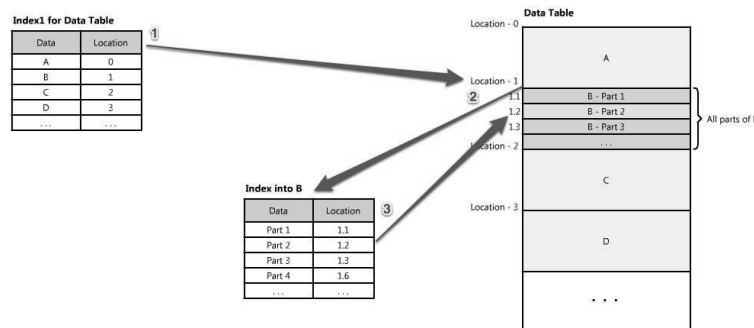 Index1 for Data Table
Data Location
A 0
B 1
C 2
D 3
. . . . . .
1
2
3
Index into B
Data Location
Part 1 1.1
Part 2 1.2
Part 3 1.3
Part 4 1.6
. . . . . .
Data Table
Location - 0
A
Location - 1
1.1 B - Part 1
1.2 B - Part 2
1.3 B - Part 3
. . .
All parts of
Location - 2
C
Location - 3
D
. . .